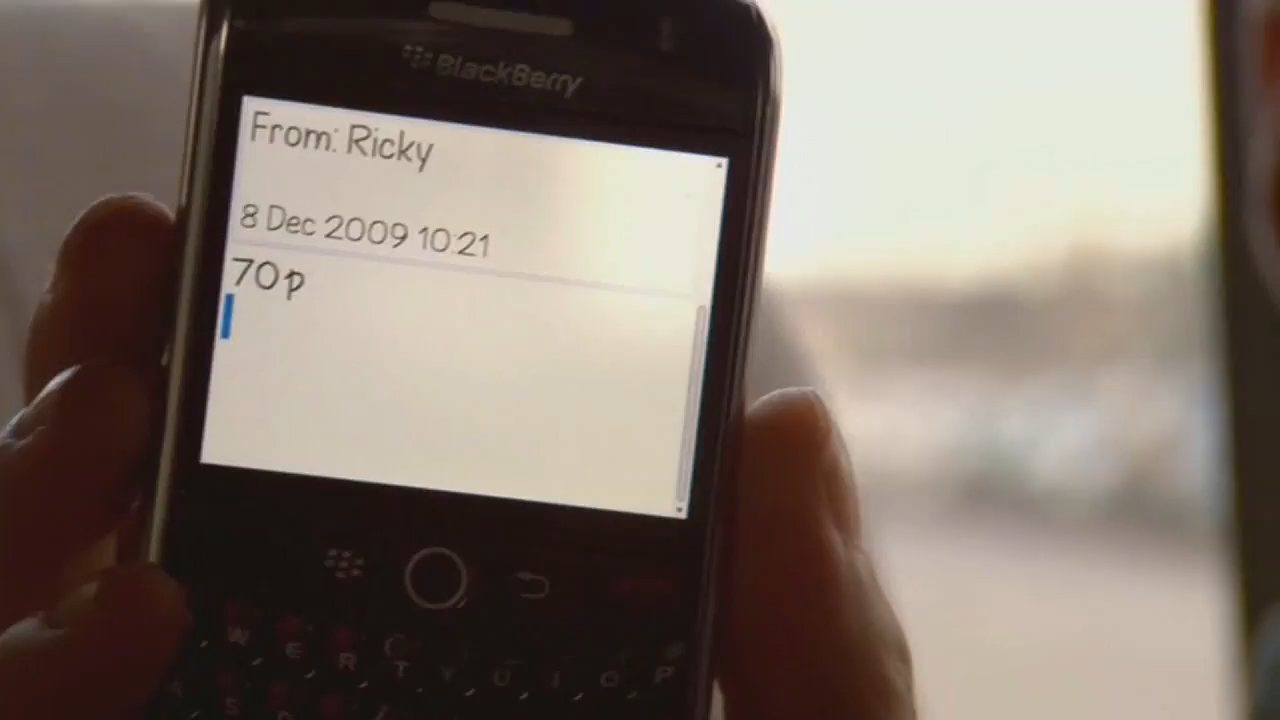 BlackBerry
From: Ricky
8 Dec 2009 10:21
70p
W E R T Y U I O P
S D